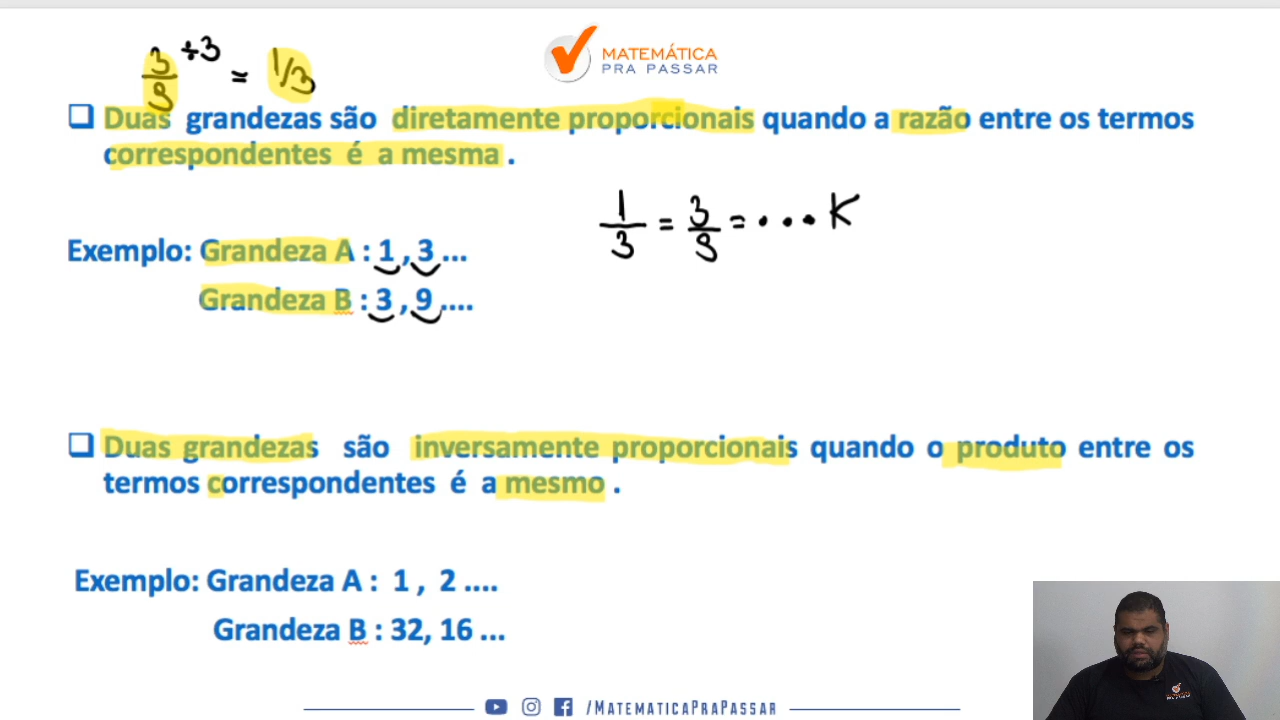 3/9 ÷3 = 1/3
MATEMÁTICA
PRA PASSAR
Duas grandezas são diretamente proporcionais quando a razão entre os termos
correspondentes é a mesma .
1/3 = 3/9 = ... K
Exemplo: Grandeza A : 1 , 3 ...
Grandeza B : 3 , 9 ....
Duas grandezas são inversamente proporcionais quando o produto entre os
termos correspondentes é a mesmo .
Exemplo: Grandeza A : 1 , 2 ....
Grandeza B : 32, 16 ...
/MATEMATICAPRAPASSAR